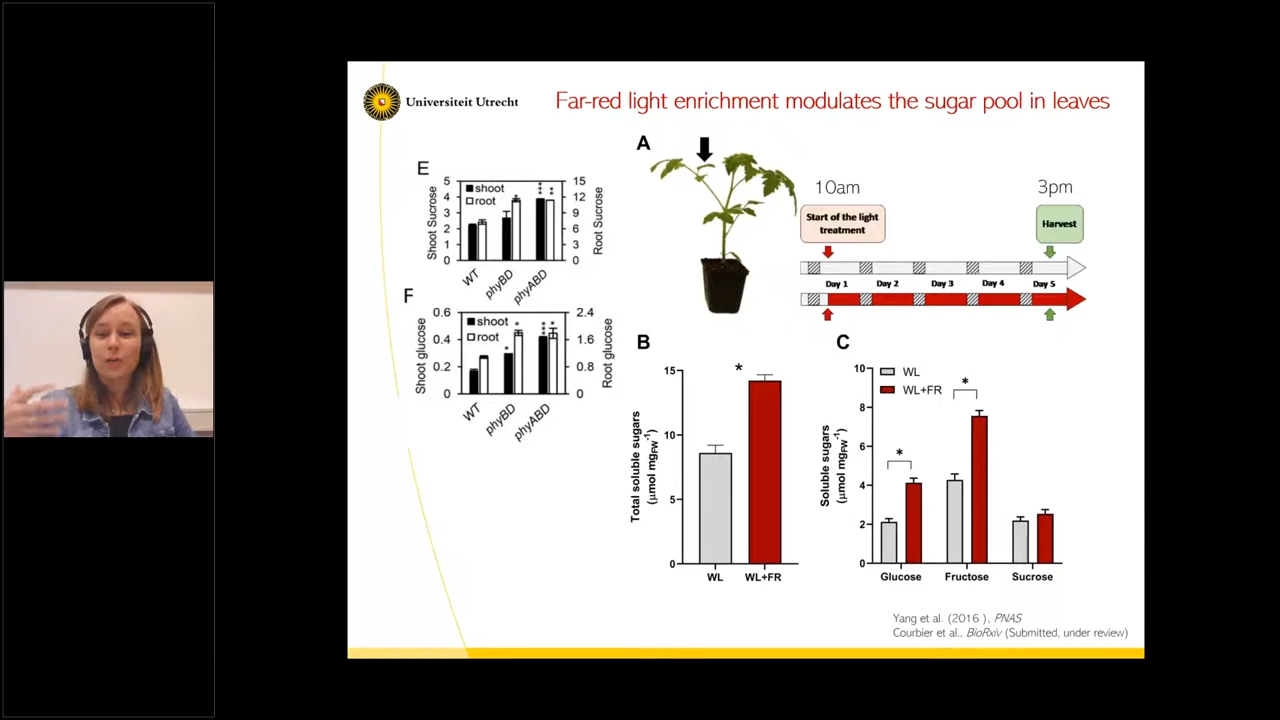 Universiteit Utrecht
Far-red light enrichment modulates the sugar pool in leaves
E
Shoot Sucrose
5
4
3
2
1
0
shoot
root
*
***
**
15
12
9
6
3
0
Root Sucrose
WT
phyBD
phyABD
F
Shoot glucose
0.6
0.4
0.2
0
shoot
root
*
*
***
*
2.4
1.6
0.8
0
Root glucose
WT
phyBD
phyABD
A
10am
3pm
Start of the light
treatment
Harvest
Day 1
Day 2
Day 3
Day 4
Day 5
B
Total soluble sugars
(µmol mgFW-1)
15
10
5
0
*
WL
WL+FR
C
Soluble sugars
(µmol mgFW-1)
10
8
6
4
2
0
WL
WL+FR
*
*
Glucose
Fructose
Sucrose
Yang et al. (2016 ), PNAS
Courbier et al., BioRxiv (Submitted, under review)